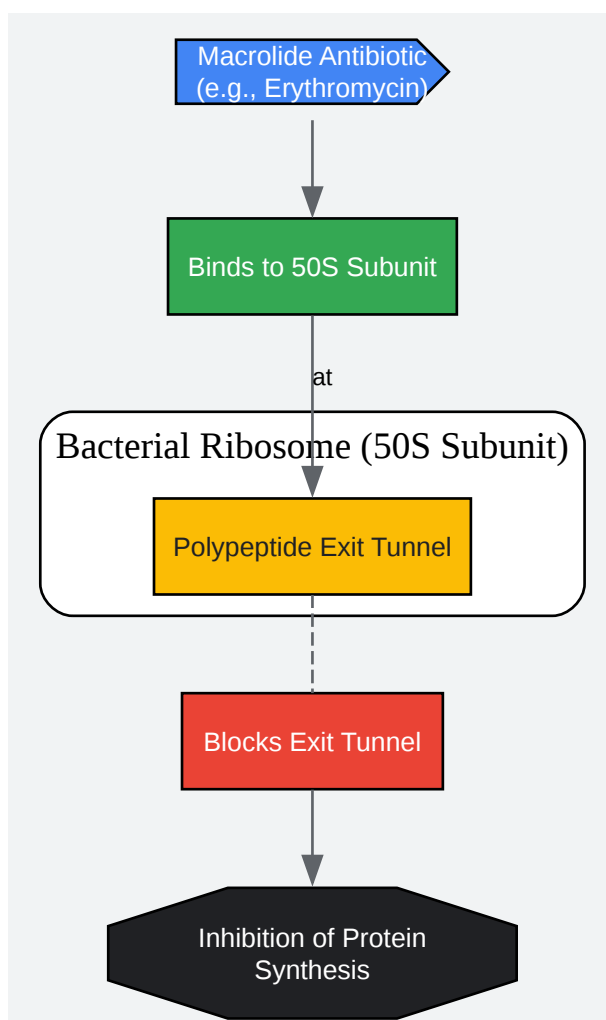 Macrolide Antibiotic
(e.g., Erythromycin)
Binds to 50S Subunit
at
Bacterial Ribosome (50S Subunit)
Polypeptide Exit Tunnel
Blocks Exit Tunnel
Inhibition of Protein
Synthesis